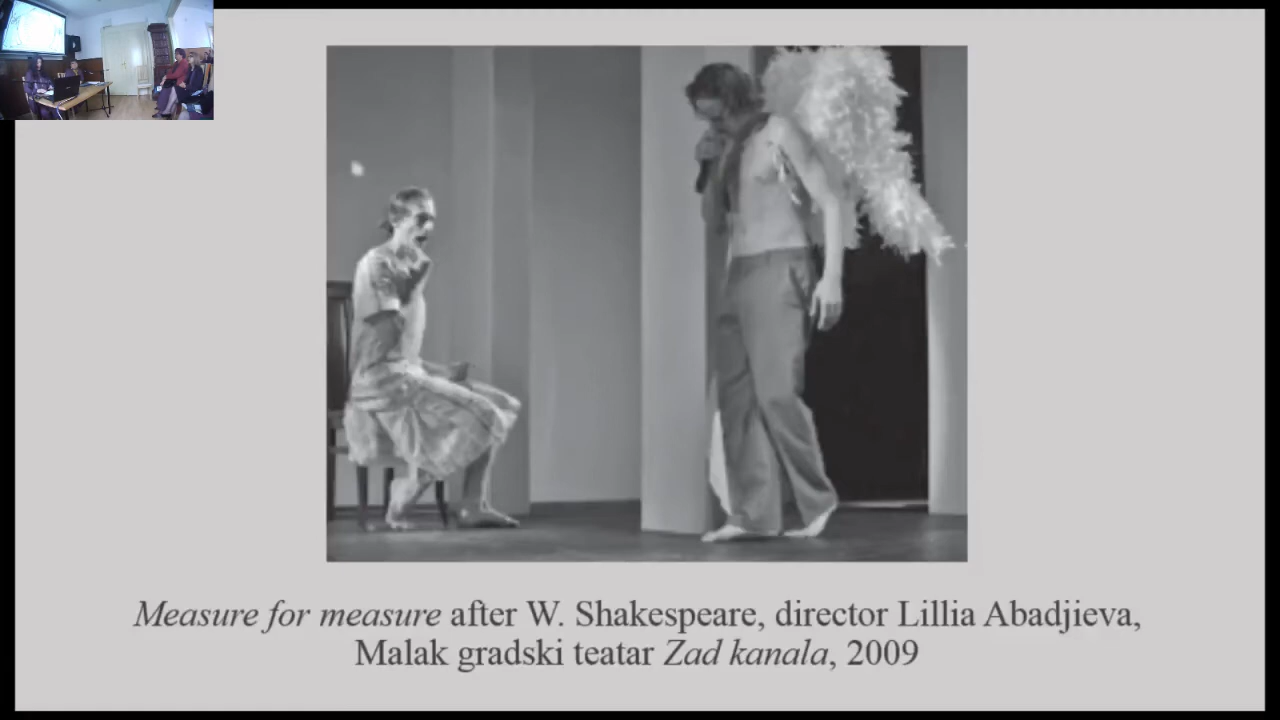 Measure for measure after W. Shakespeare, director Lillia Abadjieva,
Malak gradski teatar Zad kanala, 2009